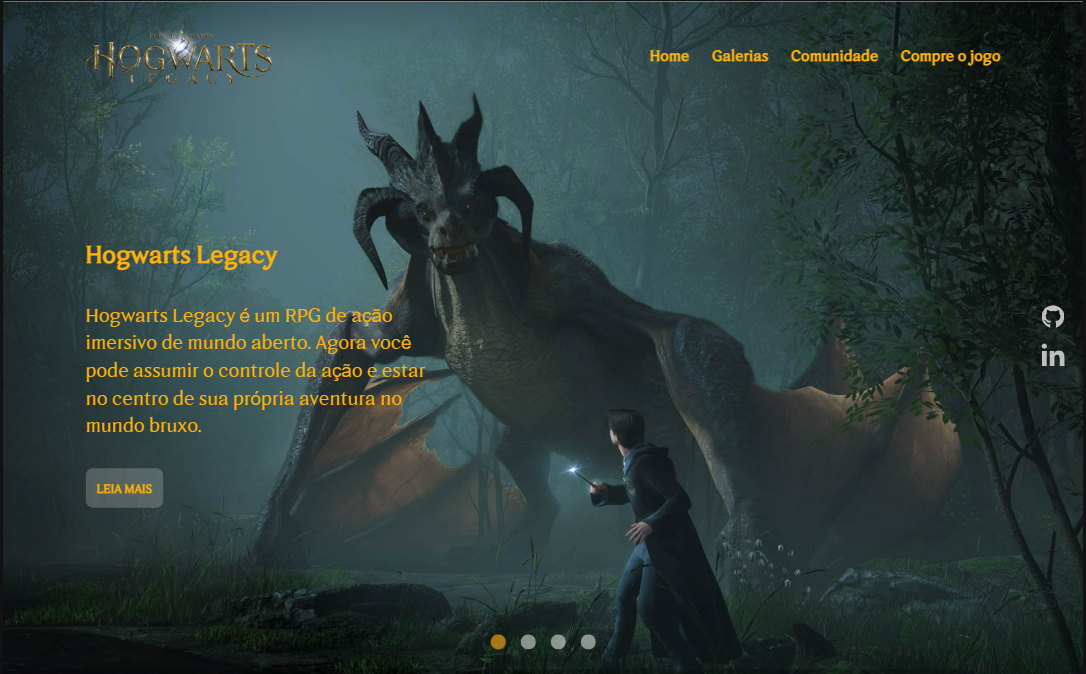 HOGWARTS
LEGACY
Home Galerias Comunidade Compre o jogo
Hogwarts Legacy
Hogwarts Legacy é um RPG de ação
imersivo de mundo aberto. Agora você
pode assumir o controle da ação e estar
no centro de sua própria aventura no
mundo bruxo.
LEIA MAIS
in